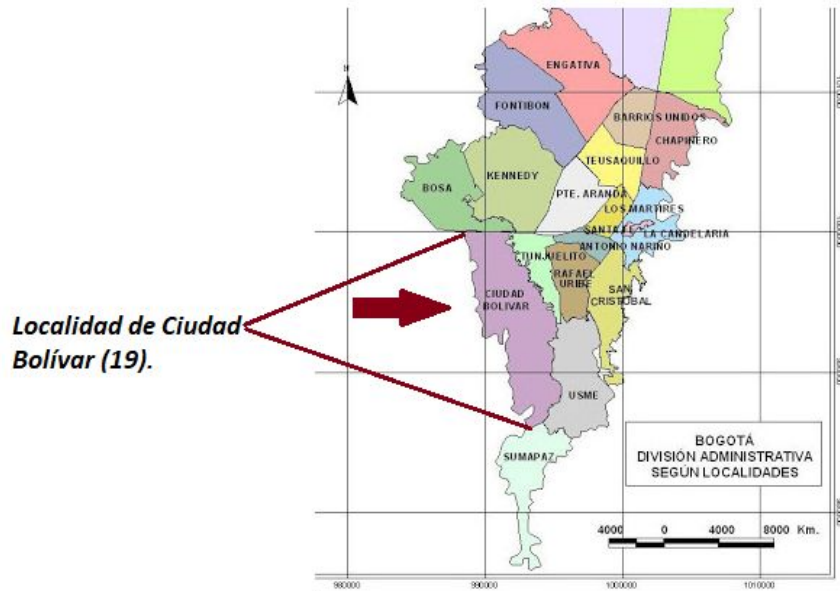 N
ENGATIVA
FONTIBON
BARRIOS UNIDOS
CHAPINERO
TEUSAQUILLO
KENNEDY
BOSA
PTE. ARANDA
LOS MARTIRES
SANTA FE
LA CANDELARIA
ANTONIO NARIÑO
TUNJUELITO
RAFAEL
URIBE
SAN
CRISTOBAL
CIUDAD
BOLIVAR
Localidad de Ciudad
Bolívar (19).
USME
SUMAPAZ
BOGOTÁ
DIVISIÓN ADMINISTRATIVA
SEGÚN LOCALIDADES
4000 0 4000 8000 Km.
980000 990000 1000000 1010000